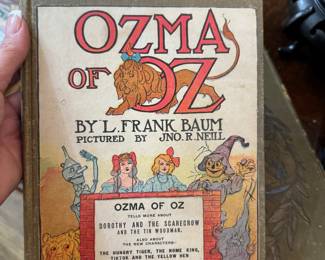 OZMA
OF OZ
BY L. FRANK BAUM
PICTURED BY JNO. R. NEILL
OZMA OF OZ
TELLS MORE ABOUT
DOROTHY AND THE SCARECROW
AND THE TIN WOODMAN,
ALSO ABOUT
THE NEW CHARACTERS—
THE HUNGRY TIGER, THE NOME KING,
TIKTOK AND THE YELLOW HEN